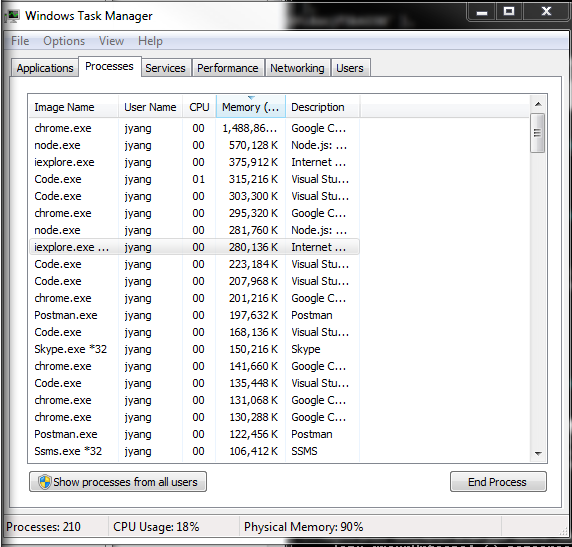 Windows Task Manager
File Options View Help
Applications Processes Services Performance Networking Users
Image Name User Name CPU Memory (... Description
chrome.exe jyang 00 1,488,86... Google C...
node.exe jyang 00 570,128 K Node.js: ...
iexplore.exe jyang 00 375,912 K Internet ...
Code.exe jyang 01 315,216 K Visual Stu...
Code.exe jyang 00 303,300 K Visual Stu...
chrome.exe jyang 00 295,320 K Google C...
node.exe jyang 00 281,760 K Node.js: ...
iexplore.exe ... jyang 00 280,136 K Internet ...
Code.exe jyang 00 223,184 K Visual Stu...
Code.exe jyang 00 207,968 K Visual Stu...
chrome.exe jyang 00 201,216 K Google C...
Postman.exe jyang 00 197,632 K Postman
Code.exe jyang 00 168,136 K Visual Stu...
Skype.exe *32 jyang 00 150,216 K Skype
chrome.exe jyang 00 141,660 K Google C...
Code.exe jyang 00 135,448 K Visual Stu...
chrome.exe jyang 00 131,068 K Google C...
chrome.exe jyang 00 130,288 K Google C...
Postman.exe jyang 00 122,456 K Postman
Ssms.exe *32 jyang 00 106,412 K SSMS
Show processes from all users End Process
Processes: 210 CPU Usage: 18% Physical Memory: 90%